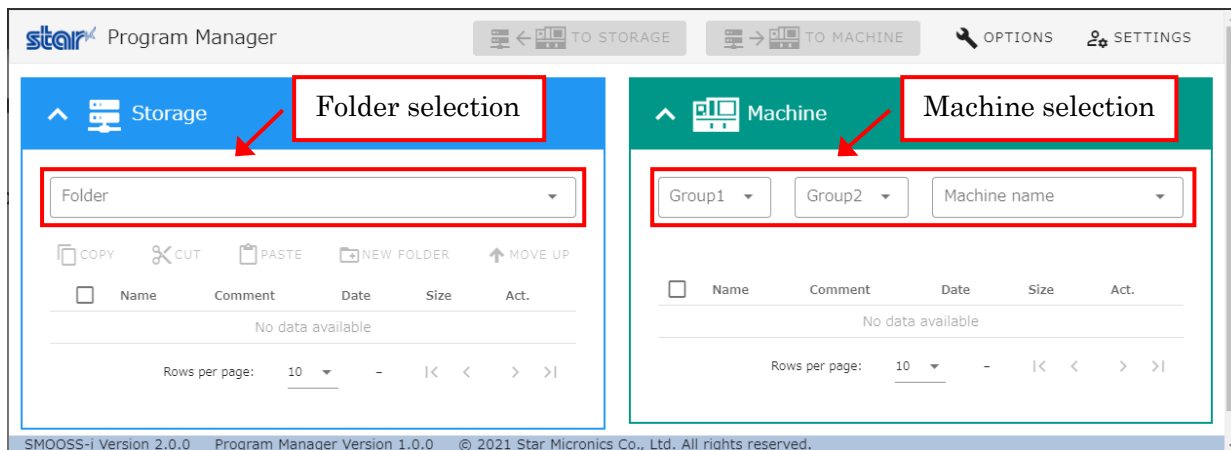 star Program Manager TO STORAGE TO MACHINE OPTIONS SETTINGS
Storage
Folder selection
Folder
COPY CUT PASTE NEW FOLDER MOVE UP
Name Comment Date Size Act.
No data available
Rows per page: 10 –
Machine
Machine selection
Group1 Group2 Machine name
Name Comment Date Size Act.
No data available
Rows per page: 10 –
SMOOSS-i Version 2.0.0 Program Manager Version 1.0.0 © 2021 Star Micronics Co., Ltd. All rights reserved.